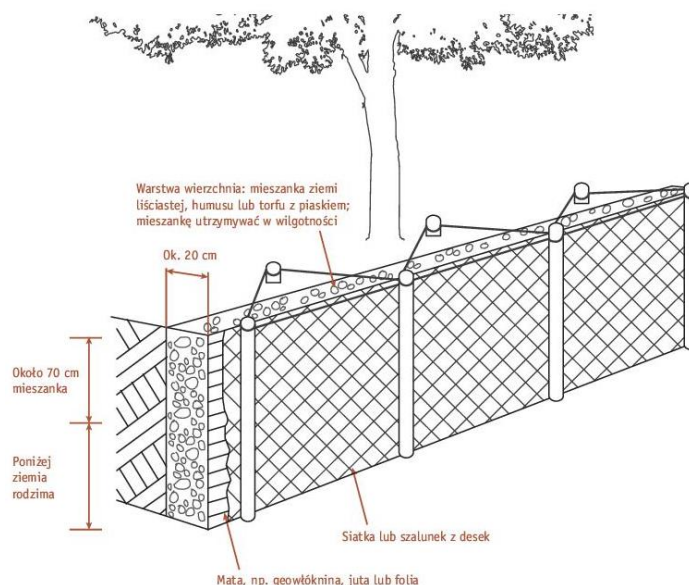 Warstwa wierzchnia: mieszanka ziemi
liściastej, humusu lub torfu z piaskiem;
mieszankę utrzymywać w wilgotności
Ok. 20 cm
Około 70 cm
mieszanka
Poniżej
ziemia
rodzima
Siatka lub szalunek z desek
Mata, np. geowłóknina, juta lub folia